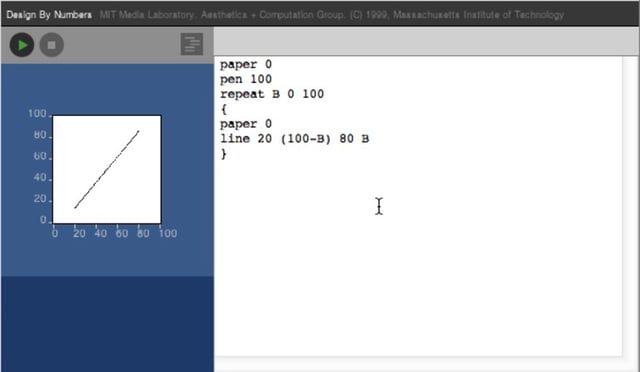 Design By Numbers MIT Media Laboratory. Aesthetics + Computation Group. (C) 1999, Massachusetts Institute of Technology
paper 0
pen 100
repeat B 0 100
{
paper 0
line 20 (100-B) 80 B
}
100
80
60
40
20
0
0 20 40 60 80 100